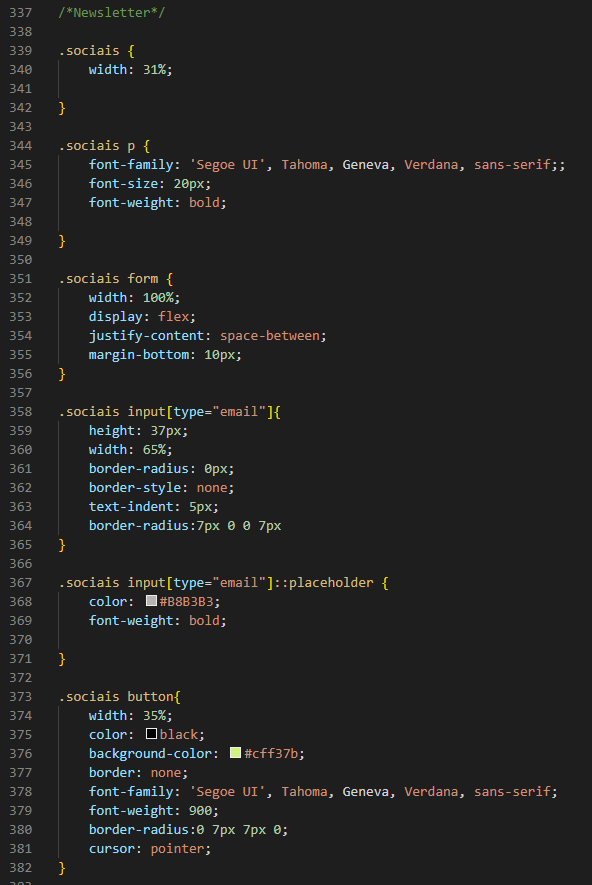 337 /*Newsletter*/
338
339 .sociais {
340     width: 31%;
341
342 }
343
344 .sociais p {
345     font-family: 'Segoe UI', Tahoma, Geneva, Verdana, sans-serif;;
346     font-size: 20px;
347     font-weight: bold;
348
349 }
350
351 .sociais form {
352     width: 100%;
353     display: flex;
354     justify-content: space-between;
355     margin-bottom: 10px;
356 }
357
358 .sociais input[type="email"]{
359     height: 37px;
360     width: 65%;
361     border-radius: 0px;
362     border-style: none;
363     text-indent: 5px;
364     border-radius:7px 0 0 7px
365 }
366
367 .sociais input[type="email"]::placeholder {
368     color: #B8B3B3;
369     font-weight: bold;
370
371 }
372
373 .sociais button{
374     width: 35%;
375     color: black;
376     background-color: #cff37b;
377     border: none;
378     font-family: 'Segoe UI', Tahoma, Geneva, Verdana, sans-serif;
379     font-weight: 900;
380     border-radius:0 7px 7px 0;
381     cursor: pointer;
382 }